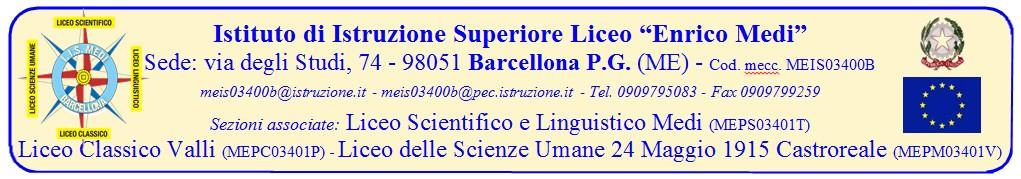 Istituto di Istruzione Superiore Liceo “Enrico Medi”
Sede: via degli Studi, 74 - 98051 Barcellona P.G. (ME) - Cod. mecc. MEIS03400B
meis03400b@istruzione.it - meis03400b@pec.istruzione.it - Tel. 0909795083 - Fax 0909799259
Sezioni associate: Liceo Scientifico e Linguistico Medi (MEPS03401T)
Liceo Classico Valli (MEPC03401P) - Liceo delle Scienze Umane 24 Maggio 1915 Castroreale (MEPM03401V)
LICEO SCIENTIFICO
LICEO SCIENZE UMANE
LICEO LINGUISTICO
I.S. MEDI
BARCELLONA
LICEO CLASSICO